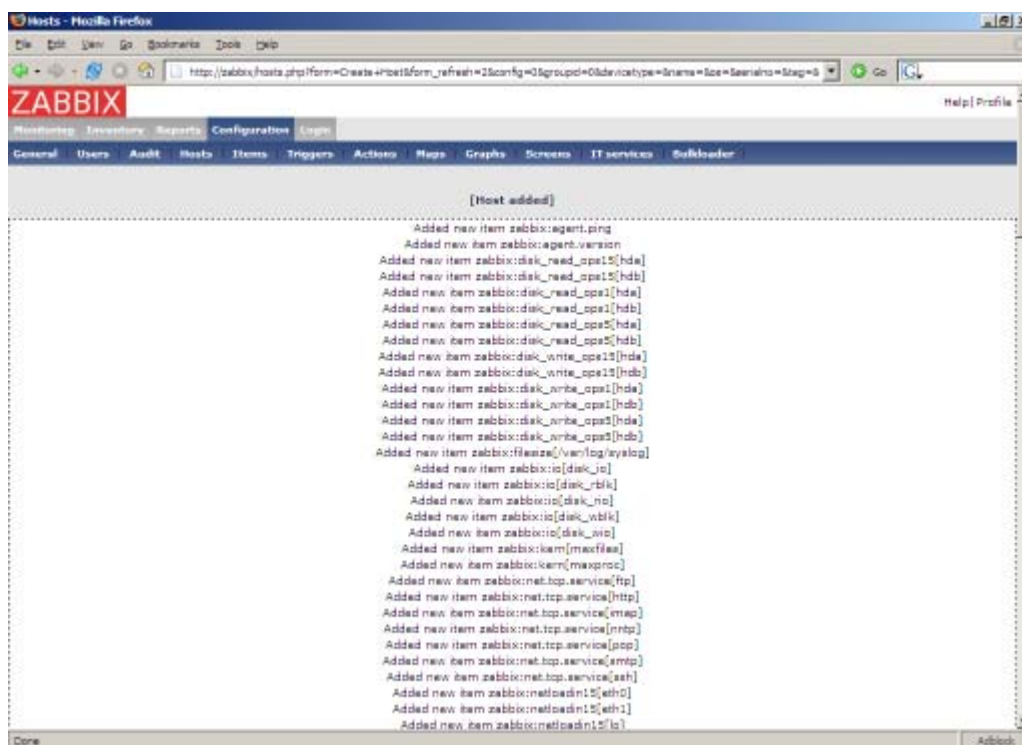 Hosts - Mozilla Firefox
File Edit View Go Bookmarks Tools Help
http://zabbix/hosts.php?form=Create+Host&form_refresh=2&config=0&groupid=0&devicetype=&name=&os=&serialno=&tag=& Go
ZABBIX
Help | Profile
Monitoring Inventory Reports Configuration Login
General Users Audit Hosts Items Triggers Actions Maps Graphs Screens IT services Bulkloader
[Host added]
Added new item zabbix:agent.ping
Added new item zabbix:agent.version
Added new item zabbix:disk_read_ops15[hda]
Added new item zabbix:disk_read_ops15[hdb]
Added new item zabbix:disk_read_ops1[hda]
Added new item zabbix:disk_read_ops1[hdb]
Added new item zabbix:disk_read_ops5[hda]
Added new item zabbix:disk_read_ops5[hdb]
Added new item zabbix:disk_write_ops15[hda]
Added new item zabbix:disk_write_ops15[hdb]
Added new item zabbix:disk_write_ops1[hda]
Added new item zabbix:disk_write_ops1[hdb]
Added new item zabbix:disk_write_ops5[hda]
Added new item zabbix:disk_write_ops5[hdb]
Added new item zabbix:filesize[/var/log/syslog]
Added new item zabbix:io[disk_io]
Added new item zabbix:io[disk_rblk]
Added new item zabbix:io[disk_rio]
Added new item zabbix:io[disk_wblk]
Added new item zabbix:io[disk_wio]
Added new item zabbix:kern[maxfiles]
Added new item zabbix:kern[maxproc]
Added new item zabbix:net.tcp.service[ftp]
Added new item zabbix:net.tcp.service[http]
Added new item zabbix:net.tcp.service[imap]
Added new item zabbix:net.tcp.service[nntp]
Added new item zabbix:net.tcp.service[pop]
Added new item zabbix:net.tcp.service[smtp]
Added new item zabbix:net.tcp.service[ssh]
Added new item zabbix:netloadin15[eth0]
Added new item zabbix:netloadin15[eth1]
Added new item zabbix:netloadin15[lo]
Done Adblock